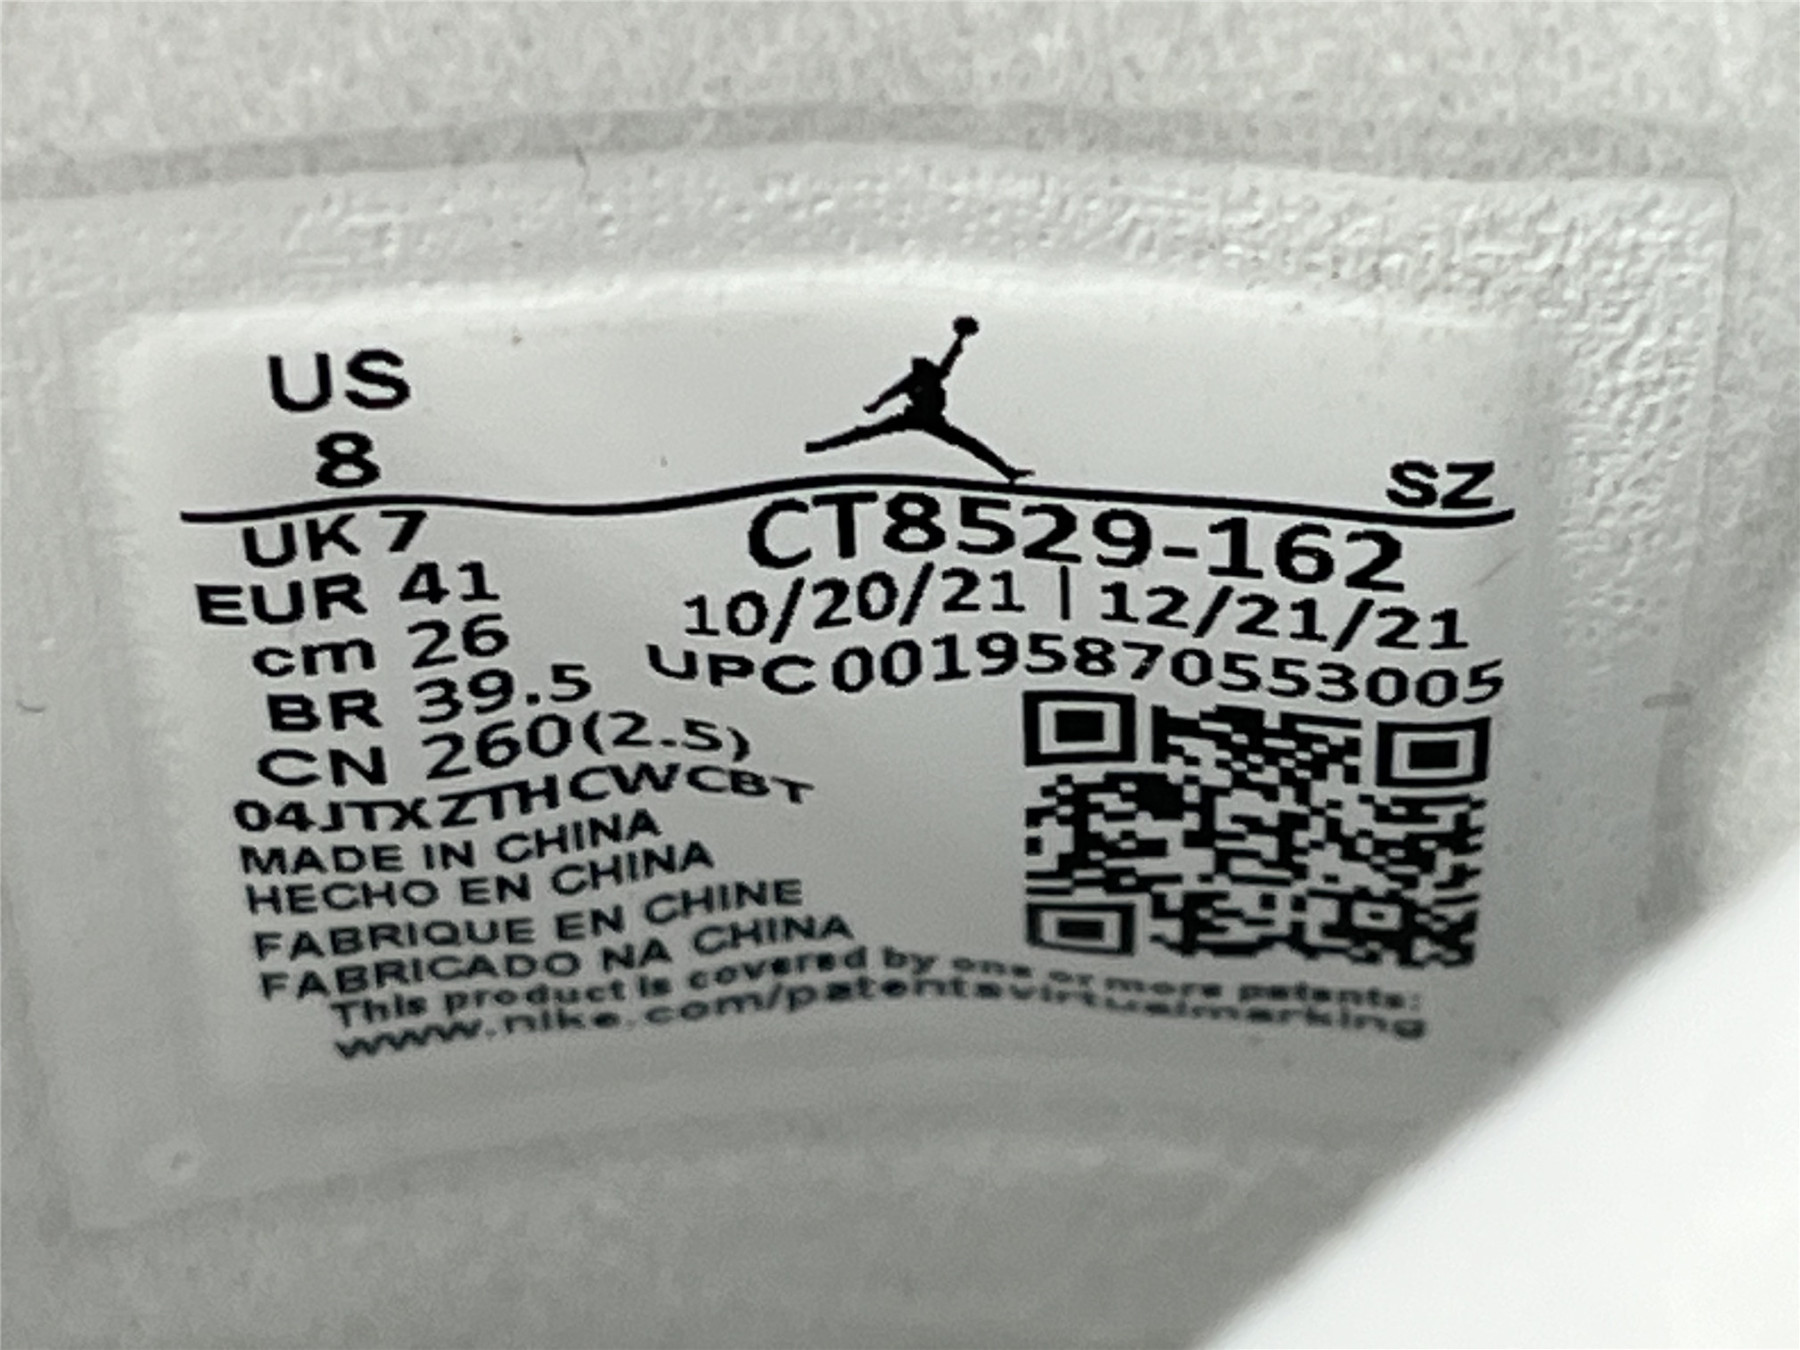 US
8
SZ
UK 7
EUR 41
cm 26
BR 39.5
CN 260(2.5)
04JTXZTHCWCBT
MADE IN CHINA
HECHO EN CHINA
FABRIQUE EN CHINE
FABRICADO NA CHINA
CT8529-162
10/20/21 | 12/21/21
UPC00195870553005
This product is covered by one or more patents:
www.nike.com/patentsvirtualmarking